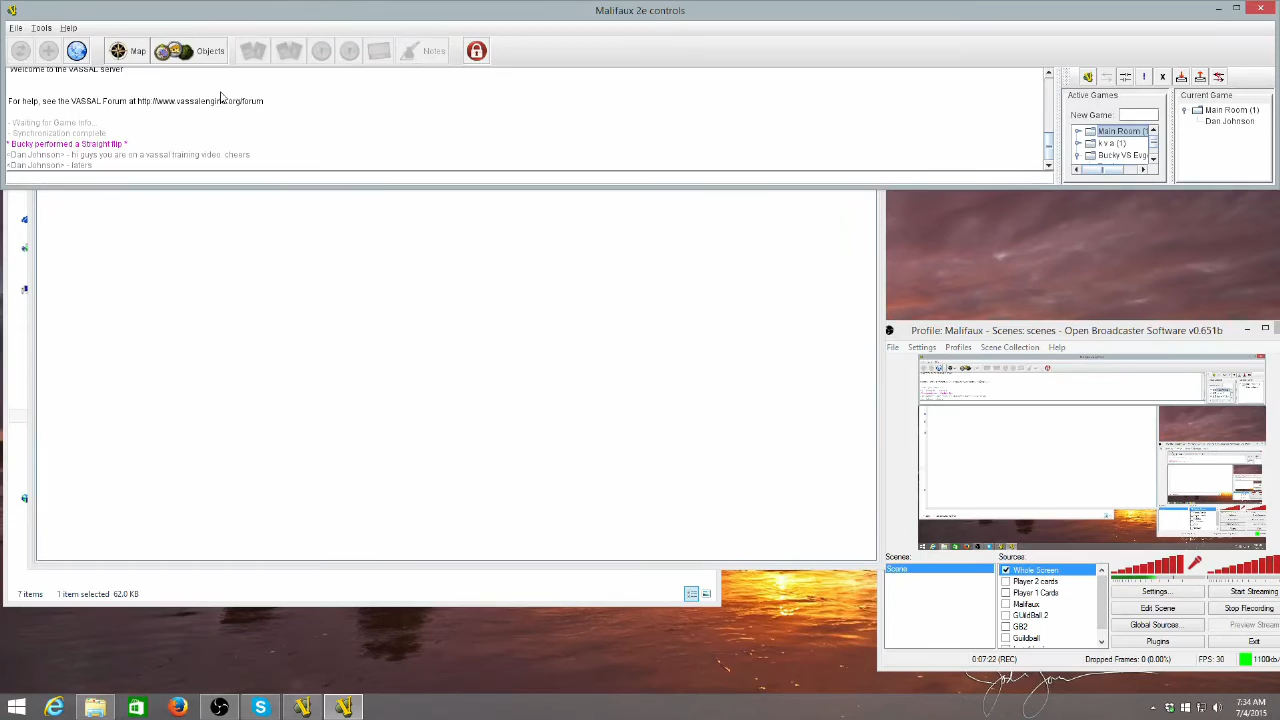 Malifaux 2e controls
File Tools Help
Map Objects Notes
Welcome to the VASSAL server
For help, see the VASSAL Forum at http://www.vassalengine.org/forum
- Waiting for Game Info...
- Synchronization complete
* Bucky performed a Straight flip *
<Dan Johnson> - hi guys you are on a vassal training video. cheers
<Dan Johnson> - laters
Active Games
New Game:
Main Room (1
k v a (1)
Bucky VS Evg
Current Game
Main Room (1)
Dan Johnson
Profile: Malifaux - Scenes: scenes - Open Broadcaster Software v0.651b
File Settings Profiles Scene Collection Help
Scenes:
Scene
Sources:
Whole Screen
Player 2 cards
Player 1 Cards
Malifaux
GUildBall 2
GB2
Guildball
Settings... Start Streaming
Edit Scene Stop Recording
Global Sources... Preview Stream
Plugins Exit
0:07:22 (REC) Dropped Frames: 0 (0.00%) FPS: 30 1100kb/
7 items 1 item selected 62.0 KB
7:34 AM
7/4/2015